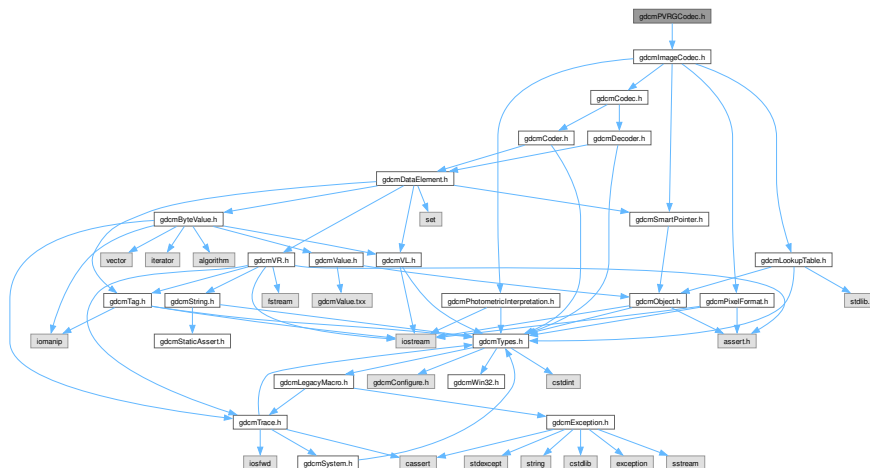 gdcmPVRGCodec.h
gdcmImageCodec.h
gdcmCodec.h
gdcmCoder.h
gdcmDecoder.h
gdcmDataElement.h
gdcmByteValue.h
set
gdcmSmartPointer.h
vector
iterator
algorithm
gdcmVR.h
gdcmValue.h
gdcmVL.h
gdcmLookupTable.h
gdcmTag.h
gdcmString.h
fstream
gdcmValue.txx
gdcmPhotometricInterpretation.h
gdcmObject.h
gdcmPixelFormat.h
stdlib.
iomanip
gdcmStaticAssert.h
iostream
gdcmTypes.h
assert.h
gdcmLegacyMacro.h
gdcmConfigure.h
gdcmWin32.h
cstdint
gdcmTrace.h
gdcmException.h
iosfwd
gdcmSystem.h
cassert
stdexcept
string
cstdlib
exception
sstream